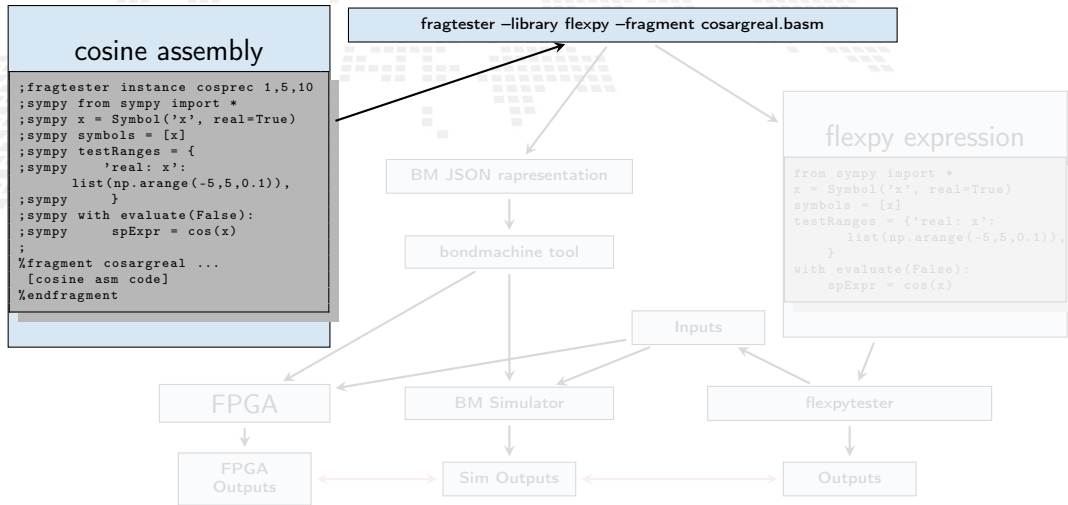 fragtester –library flexpy –fragment cosargreal.basm
cosine assembly
;fragtester instance cosprec 1,5,10
;sympy from sympy import *
;sympy x = Symbol(’x’, real=True)
;sympy symbols = [x]
;sympy testRanges = {
;sympy ’real: x’:
list(np.arange(-5,5,0.1)),
;sympy }
;sympy with evaluate(False):
;sympy spExpr = cos(x)
;
%fragment cosargreal ...
[cosine asm code]
%endfragment
flexpy expression
from sympy import *
x = Symbol(’x’, real=True)
symbols = [x]
testRanges = {’real: x’:
list(np.arange(-5,5,0.1)),
}
with evaluate(False):
spExpr = cos(x)
BM JSON rapresentation
bondmachine tool
Inputs
FPGA
BM Simulator
flexpytester
FPGA
Outputs
Sim Outputs
Outputs